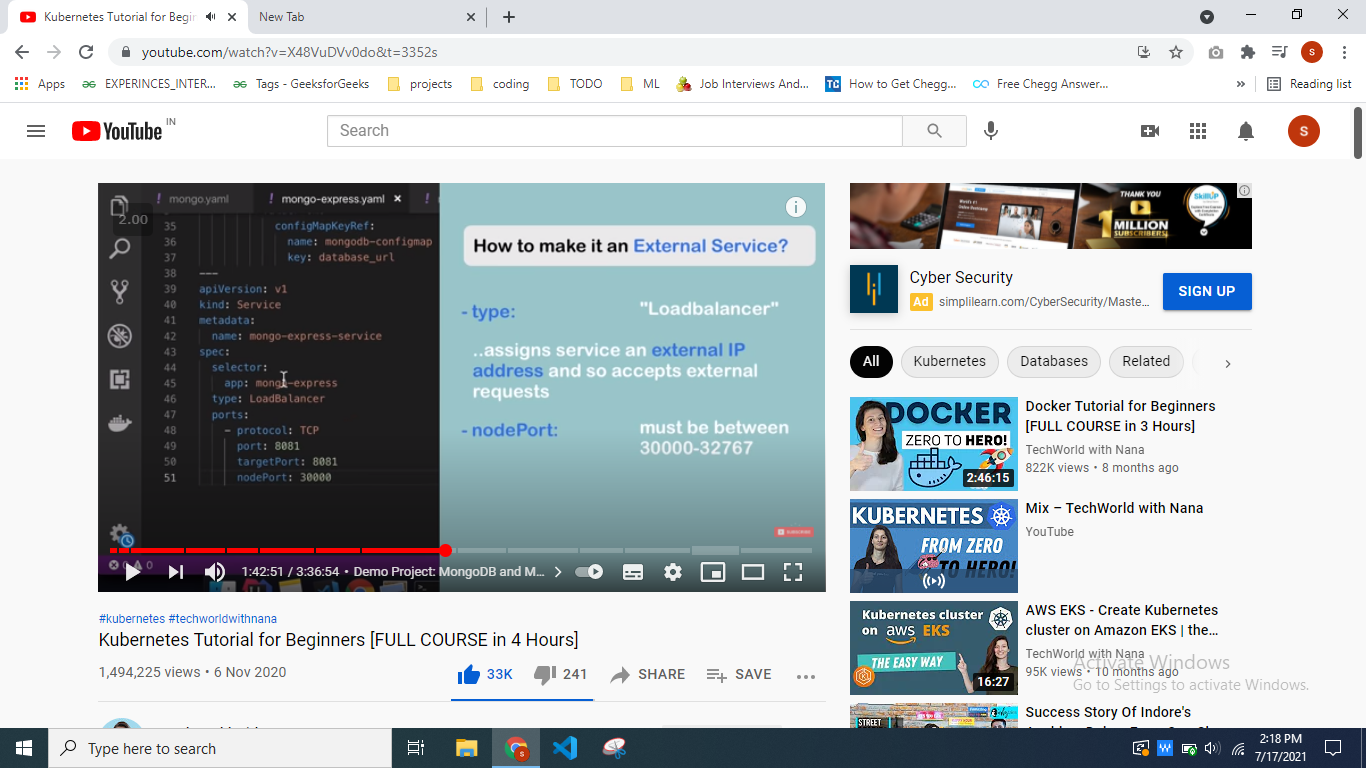 Kubernetes Tutorial for Begin
New Tab
youtube.com/watch?v=X48VuDVv0do&t=3352s
S
Apps
EXPERINCES_INTER...
Tags - GeeksforGeeks
projects
coding
TODO
ML
Job Interviews And...
TC
How to Get Chegg...
Free Chegg Answer...
»
Reading list
YouTube IN
Search
S
mongo.yaml
mongo-express.yaml
2.00
35 configMapKeyRef:
36 name: mongodb-configmap
37 key: database_url
38 ---
39 apiVersion: v1
40 kind: Service
41 metadata:
42 name: mongo-express-service
43 spec:
44 selector:
45 app: mongo-express
46 type: LoadBalancer
47 ports:
48 - protocol: TCP
49 port: 8081
50 targetPort: 8081
51 nodePort: 30000
How to make it an External Service?
- type: "Loadbalancer"
..assigns service an external IP
address and so accepts external
requests
- nodePort: must be between
30000-32767
SUBSCRIBE
1:42:51 / 3:36:54 • Demo Project: MongoDB and M...
#kubernetes #techworldwithnana
Kubernetes Tutorial for Beginners [FULL COURSE in 4 Hours]
1,494,225 views • 6 Nov 2020
33K
241
SHARE
SAVE
THANK YOU
1 MILLION
SUBSCRIBERS!
SkillUP
Cyber Security
Ad simplilearn.com/CyberSecurity/Maste...
SIGN UP
All
Kubernetes
Databases
Related
DOCKER
ZERO TO HERO!
2:46:15
Docker Tutorial for Beginners
[FULL COURSE in 3 Hours]
TechWorld with Nana
822K views • 8 months ago
KUBERNETES
FROM ZERO
TO HERO!
Mix – TechWorld with Nana
YouTube
Kubernetes cluster
on aws EKS
THE EASY WAY
16:27
AWS EKS - Create Kubernetes
cluster on Amazon EKS | the...
TechWorld with Nana
95K views • 10 months ago
Activate Windows
Go to Settings to activate Windows.
STREET
Success Story Of Indore's
Type here to search
2:18 PM
7/17/2021